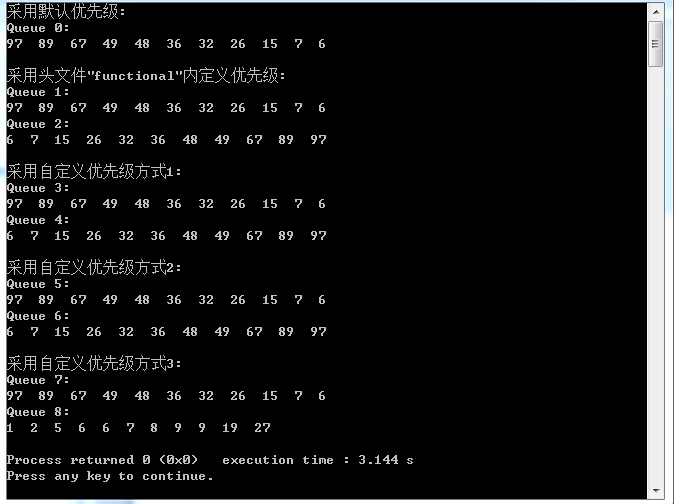 采用默认优先级:
Queue 0:
97 89 67 49 48 36 32 26 15 7 6
采用头文件"functional"内定义优先级:
Queue 1:
97 89 67 49 48 36 32 26 15 7 6
Queue 2:
6 7 15 26 32 36 48 49 67 89 97
采用自定义优先级方式1:
Queue 3:
97 89 67 49 48 36 32 26 15 7 6
Queue 4:
6 7 15 26 32 36 48 49 67 89 97
采用自定义优先级方式2:
Queue 5:
97 89 67 49 48 36 32 26 15 7 6
Queue 6:
6 7 15 26 32 36 48 49 67 89 97
采用自定义优先级方式3:
Queue 7:
97 89 67 49 48 36 32 26 15 7 6
Queue 8:
1 2 5 6 6 7 8 9 9 19 27
Process returned 0 (0x0) execution time : 3.144 s
Press any key to continue.